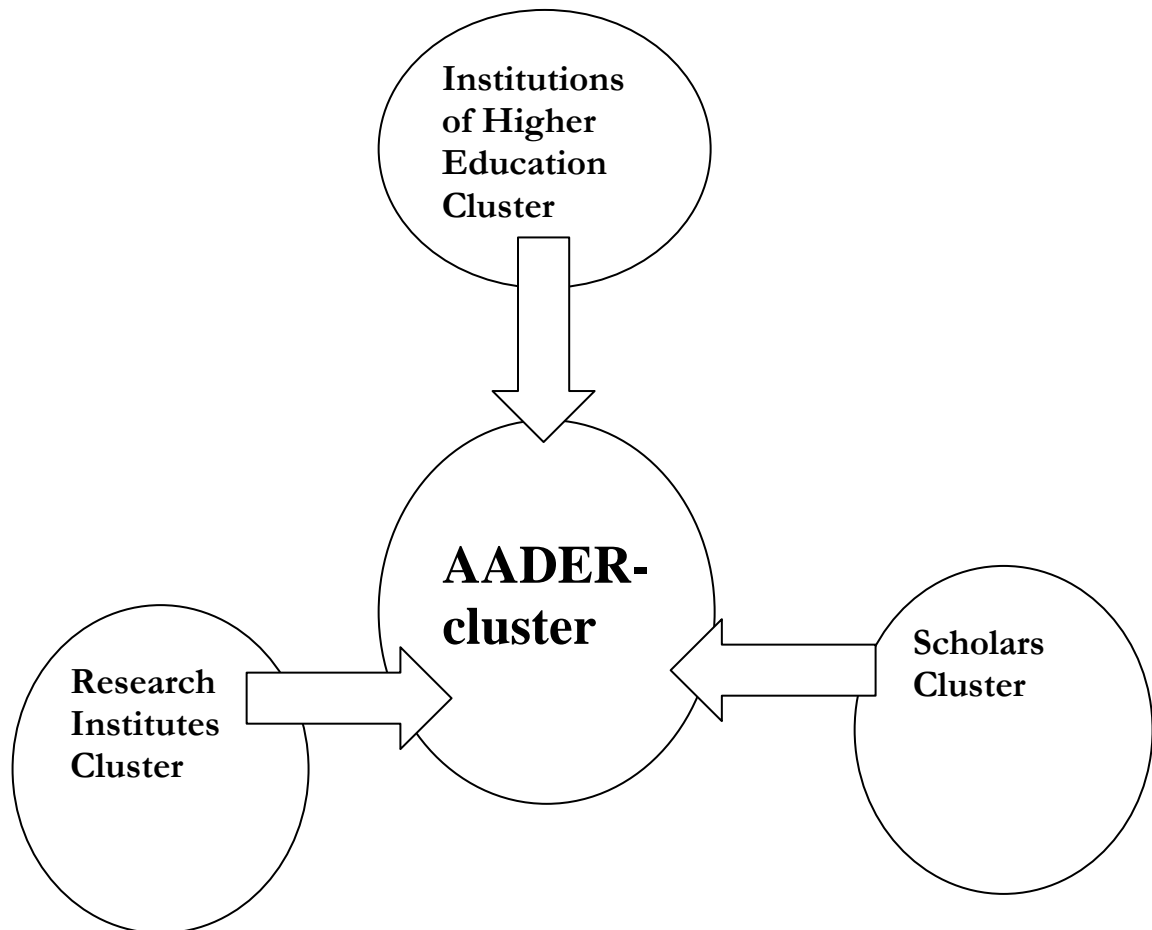 Institutions
of Higher
Education
Cluster
AADER-
cluster
Scholars
Cluster
Research
Institutes
Cluster